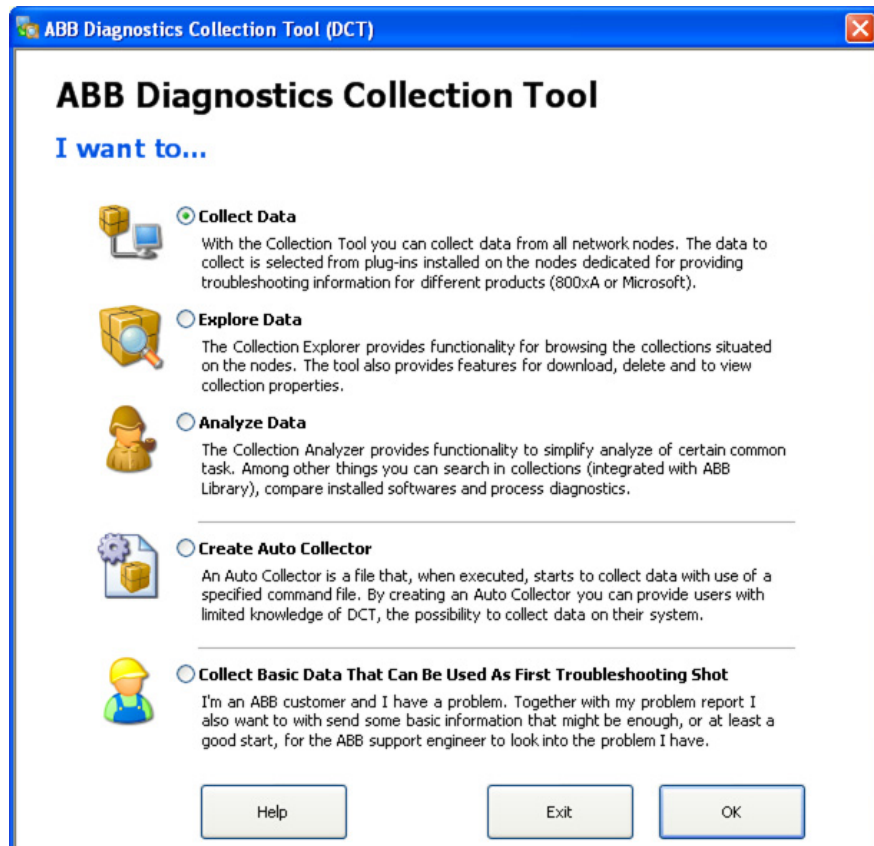 ABB Diagnostics Collection Tool (DCT)
ABB Diagnostics Collection Tool
I want to...
Collect Data
With the Collection Tool you can collect data from all network nodes. The data to
collect is selected from plug-ins installed on the nodes dedicated for providing
troubleshooting information for different products (800xA or Microsoft).
Explore Data
The Collection Explorer provides functionality for browsing the collections situated
on the nodes. The tool also provides features for download, delete and to view
collection properties.
Analyze Data
The Collection Analyzer provides functionality to simplify analyze of certain common
task. Among other things you can search in collections (integrated with ABB
Library), compare installed softwares and process diagnostics.
Create Auto Collector
An Auto Collector is a file that, when executed, starts to collect data with use of a
specified command file. By creating an Auto Collector you can provide users with
limited knowledge of DCT, the possibility to collect data on their system.
Collect Basic Data That Can Be Used As First Troubleshooting Shot
I'm an ABB customer and I have a problem. Together with my problem report I
also want to with send some basic information that might be enough, or at least a
good start, for the ABB support engineer to look into the problem I have.
Help
Exit
OK